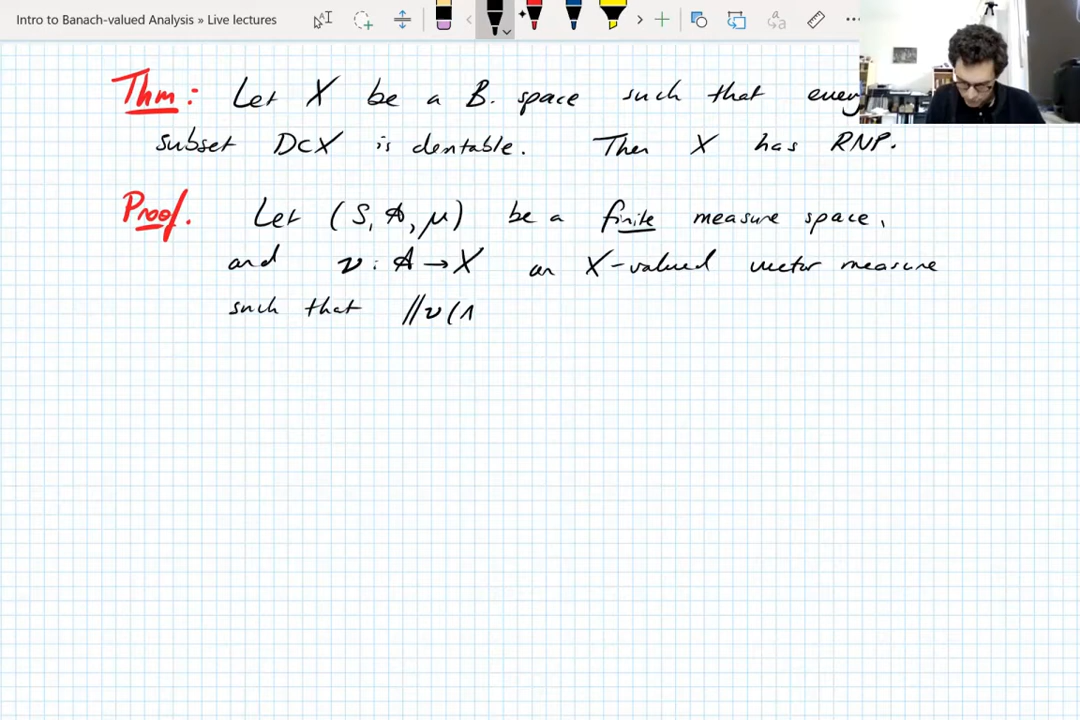 Intro to Banach-valued Analysis » Live lectures
Thm: Let X be a B. space such that every
subset D⊂X is dentable. Then X has RNP.
Proof. Let (S, 𝒜, μ) be a finite measure space,
and ν : 𝒜 → X an X-valued vector measure
such that ‖ν(